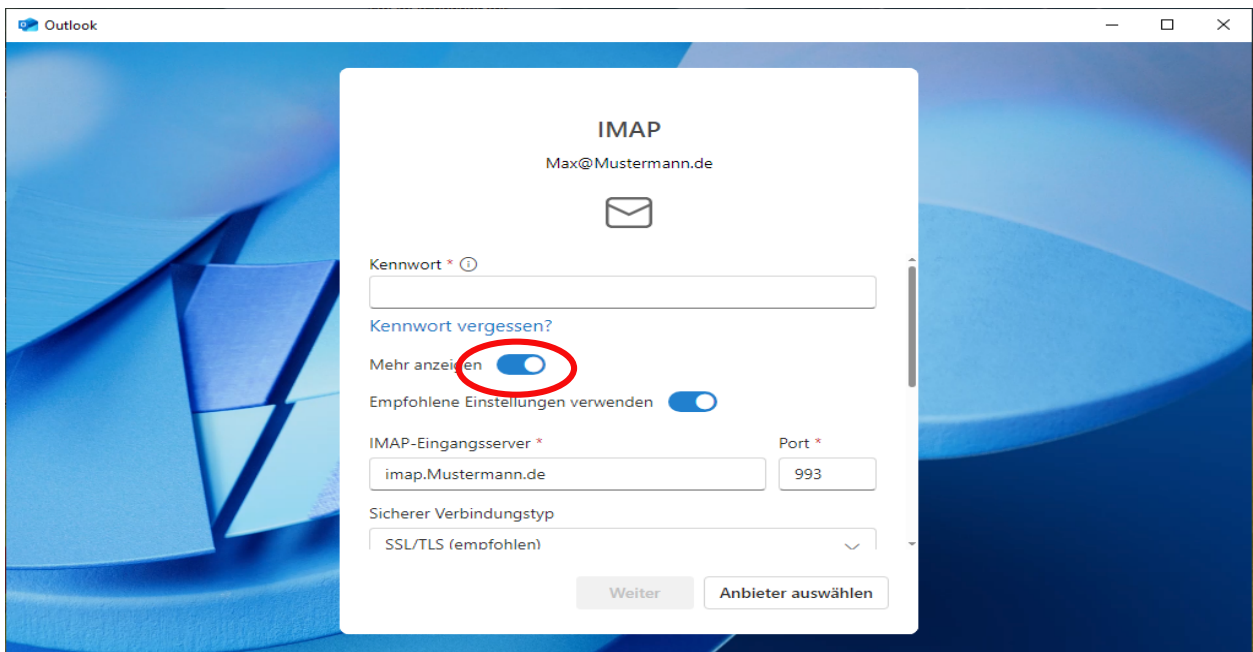 Outlook
IMAP
Max@Mustermann.de
Kennwort *
Kennwort vergessen?
Mehr anzeigen
Empfohlene Einstellungen verwenden
IMAP-Eingangsserver * Port *
imap.Mustermann.de 993
Sicherer Verbindungstyp
SSL/TLS (empfohlen)
Weiter Anbieter auswählen